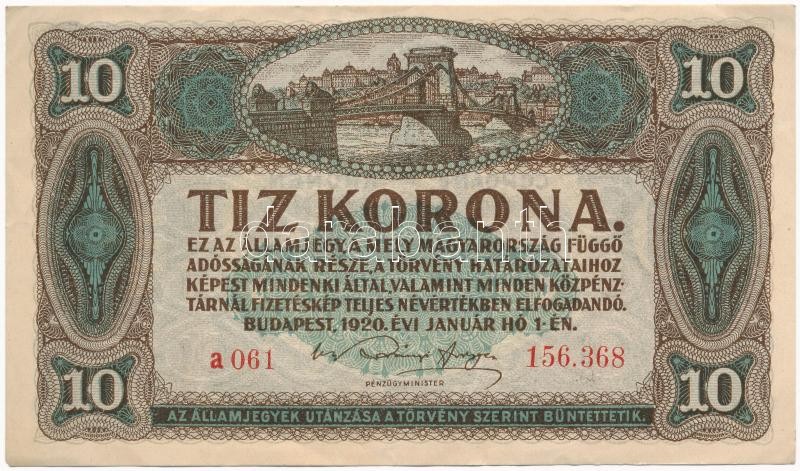 10 10
TIZ KORONA.
EZ AZ ÁLLAMJEGY, A MELY MAGYARORSZÁG FÜGGŐ
ADÓSSÁGÁNAK RÉSZE, A TÖRVÉNY HATÁROZATAIHOZ
KÉPEST MINDENKI ÁLTAL, VALAMINT MINDEN KÖZPÉNZ-
TÁRNÁL FIZETÉSKÉP TELJES NÉVÉRTÉKBEN ELFOGADANDÓ.
BUDAPEST, 1920. ÉVI JANUÁR HÓ 1-ÉN.
a 061 156.368
PÉNZÜGYMINISTER
10 10
AZ ÁLLAMJEGYEK UTÁNZÁSA A TÖRVÉNY SZERINT BÜNTETTETIK.